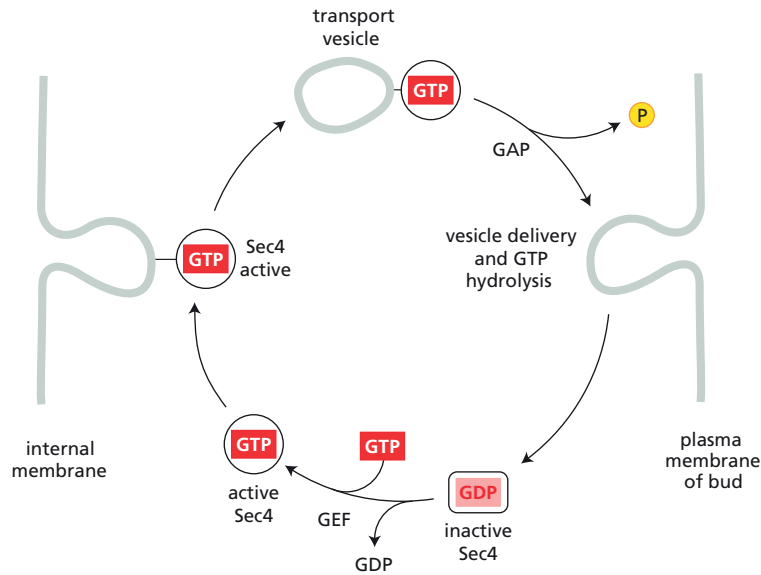 transport
vesicle
GTP
P
GAP
GTP
Sec4
active
vesicle delivery
and GTP
hydrolysis
internal
membrane
GTP
active
Sec4
GTP
GEF
GDP
GDP
inactive
Sec4
plasma
membrane
of bud